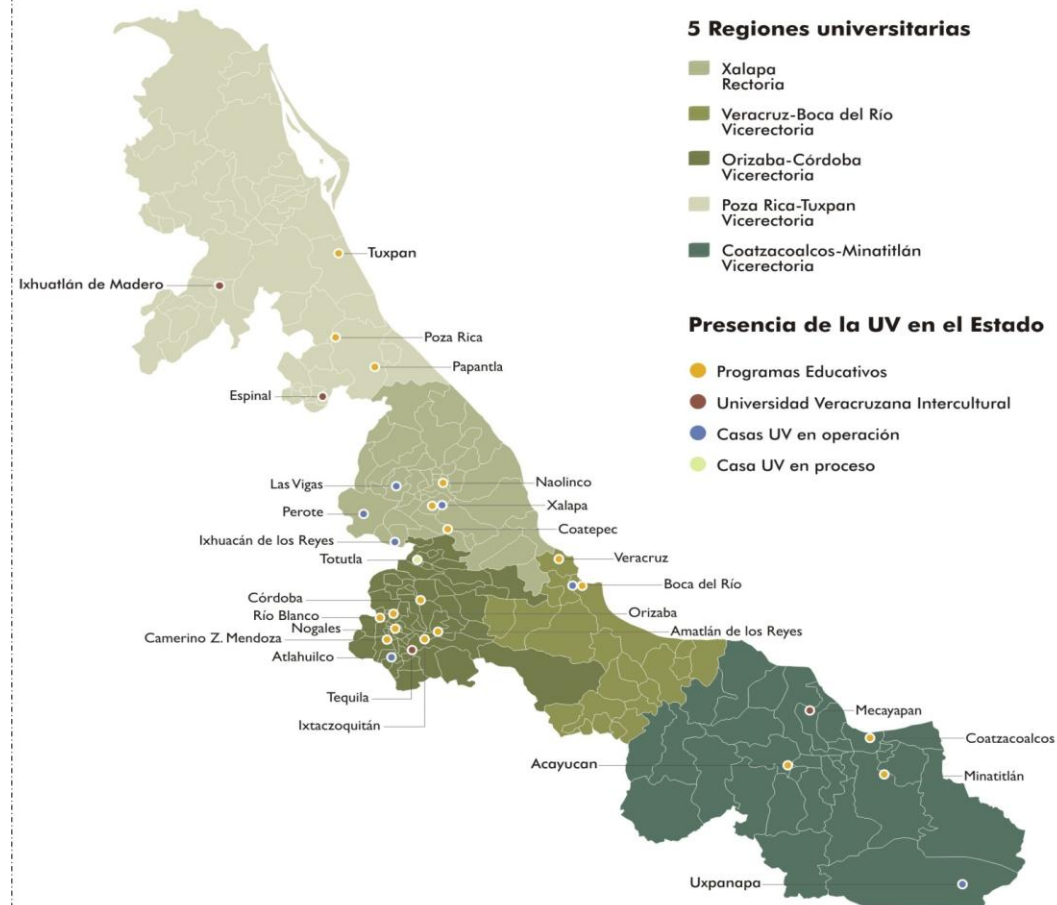 5 Regiones universitarias
Xalapa
Rectoria
Veracruz-Boca del Río
Vicerectoria
Orizaba-Córdoba
Vicerectoria
Poza Rica-Tuxpan
Vicerectoria
Coatzacoalcos-Minatitlán
Vicerectoria
Presencia de la UV en el Estado
Programas Educativos
Universidad Veracruzana Intercultural
Casas UV en operación
Casa UV en proceso
Tuxpan
Ixhuatlán de Madero
Poza Rica
Papantla
Espinal
Las Vigas
Naolinco
Perote
Xalapa
Coatepec
Ixhuacán de los Reyes
Totutla
Veracruz
Boca del Río
Córdoba
Río Blanco
Orizaba
Nogales
Amatlán de los Reyes
Camerino Z. Mendoza
Atlahuilco
Tequila
Ixtaczoquitán
Mecayapan
Coatzacoalcos
Acayucan
Minatitlán
Uxpanapa